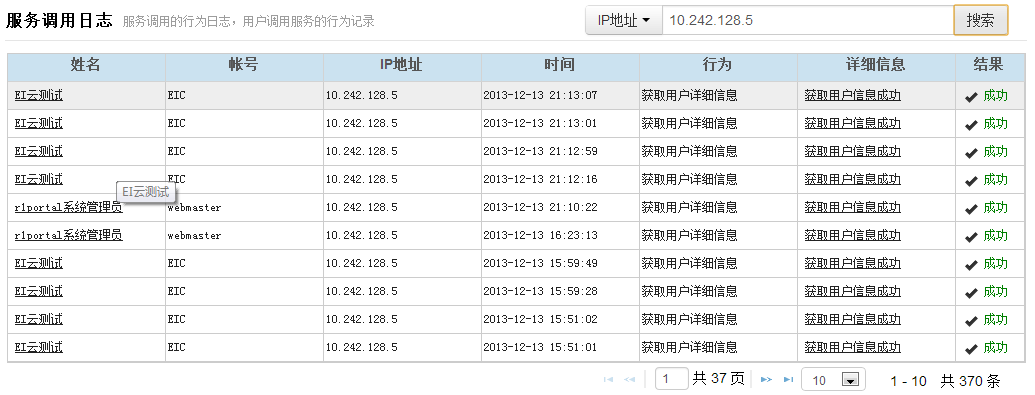 服务调用日志 服务调用的行为日志，用户调用服务的行为记录 IP地址 10.242.128.5 搜索
姓名 帐号 IP地址 时间 行为 详细信息 结果
EI云测试 EIC 10.242.128.5 2013-12-13 21:13:07 获取用户详细信息 获取用户信息成功 成功
EI云测试 EIC 10.242.128.5 2013-12-13 21:13:01 获取用户详细信息 获取用户信息成功 成功
EI云测试 EIC 10.242.128.5 2013-12-13 21:12:59 获取用户详细信息 获取用户信息成功 成功
EI云测试 EIC 10.242.128.5 2013-12-13 21:12:16 获取用户详细信息 获取用户信息成功 成功
EI云测试
r1portal系统管理员 webmaster 10.242.128.5 2013-12-13 21:10:22 获取用户详细信息 获取用户信息成功 成功
r1portal系统管理员 webmaster 10.242.128.5 2013-12-13 16:23:13 获取用户详细信息 获取用户信息成功 成功
EI云测试 EIC 10.242.128.5 2013-12-13 15:59:49 获取用户详细信息 获取用户信息成功 成功
EI云测试 EIC 10.242.128.5 2013-12-13 15:59:28 获取用户详细信息 获取用户信息成功 成功
EI云测试 EIC 10.242.128.5 2013-12-13 15:51:02 获取用户详细信息 获取用户信息成功 成功
EI云测试 EIC 10.242.128.5 2013-12-13 15:51:01 获取用户详细信息 获取用户信息成功 成功
1 共 37 页 10 1 - 10 共 370 条